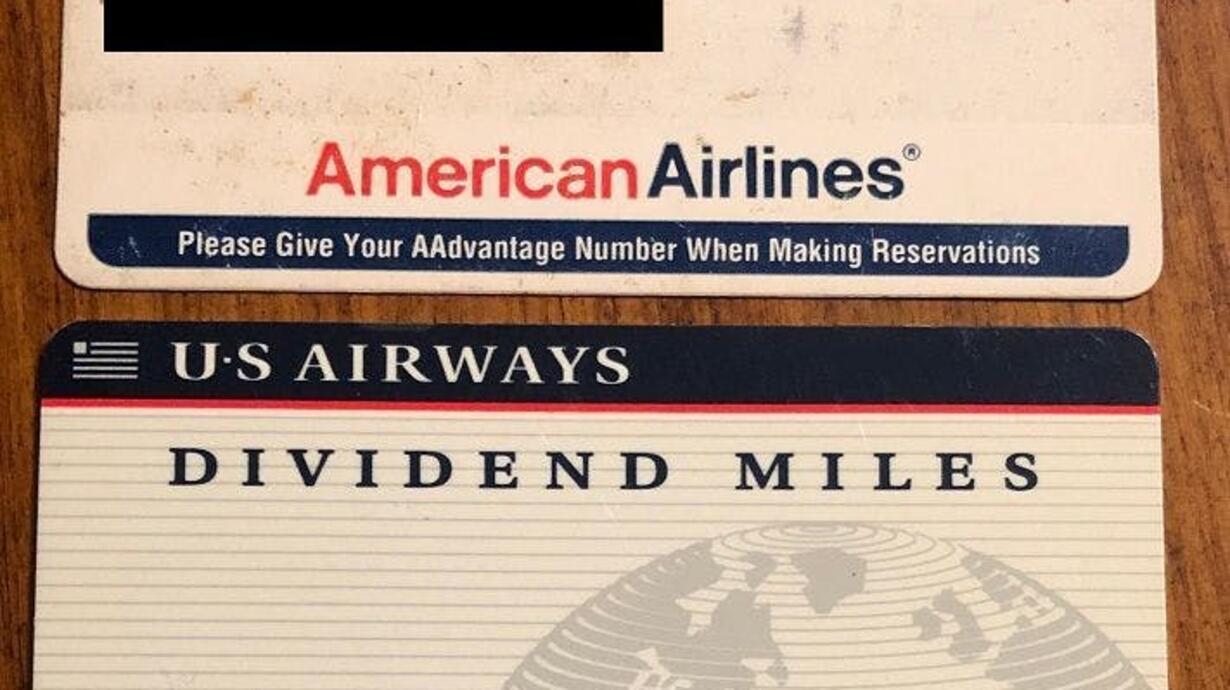 American Airlines®
Please Give Your AAdvantage Number When Making Reservations
U·S AIRWAYS
DIVIDEND MILES